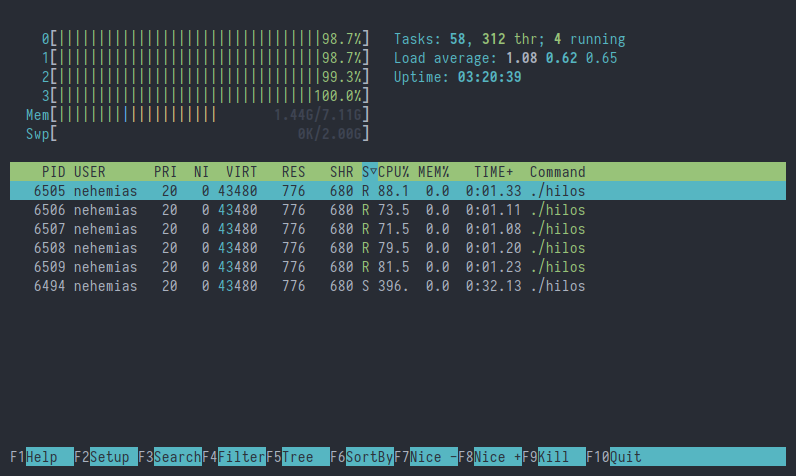 0[||||||||||||||||||||||||||||||||||98.7%] Tasks: 58, 312 thr; 4 running
1[||||||||||||||||||||||||||||||||||98.7%] Load average: 1.08 0.62 0.65
2[||||||||||||||||||||||||||||||||||99.3%] Uptime: 03:20:39
3[|||||||||||||||||||||||||||||||||100.0%]
Mem[|||||||||||||||||||| 1.44G/7.11G]
Swp[ 0K/2.00G]
PID USER PRI NI VIRT RES SHR S▽CPU% MEM% TIME+ Command
6505 nehemias 20 0 43480 776 680 R 88.1 0.0 0:01.33 ./hilos
6506 nehemias 20 0 43480 776 680 R 73.5 0.0 0:01.11 ./hilos
6507 nehemias 20 0 43480 776 680 R 71.5 0.0 0:01.08 ./hilos
6508 nehemias 20 0 43480 776 680 R 79.5 0.0 0:01.20 ./hilos
6509 nehemias 20 0 43480 776 680 R 81.5 0.0 0:01.23 ./hilos
6494 nehemias 20 0 43480 776 680 S 396. 0.0 0:32.13 ./hilos
F1Help F2Setup F3SearchF4FilterF5Tree F6SortByF7Nice -F8Nice +F9Kill F10Quit